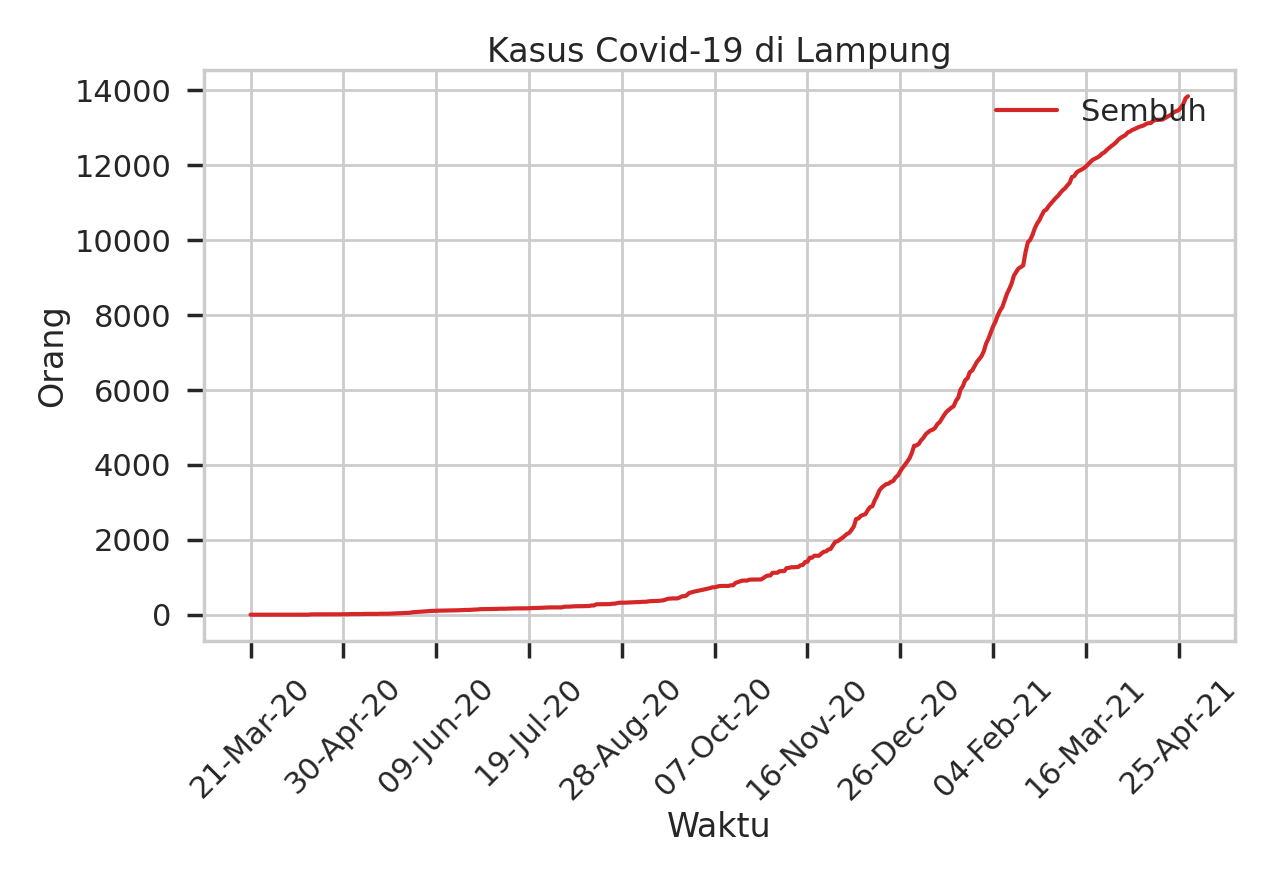 Kasus Covid-19 di Lampung
Sembuh
Orang
14000
12000
10000
8000
6000
4000
2000
0
21-Mar-20
30-Apr-20
09-Jun-20
19-Jul-20
28-Aug-20
07-Oct-20
16-Nov-20
26-Dec-20
04-Feb-21
16-Mar-21
25-Apr-21
Waktu